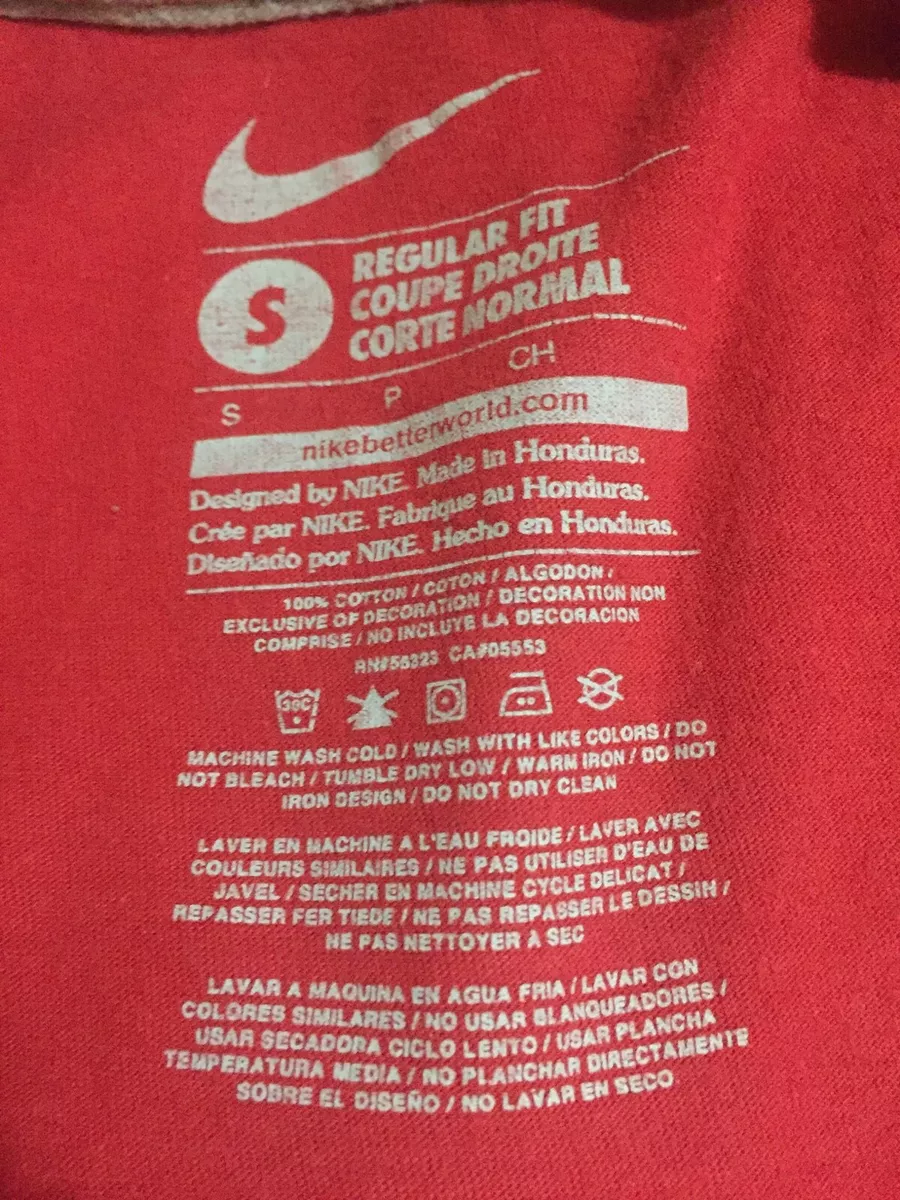 S
REGULAR FIT
COUPE DROITE
CORTE NORMAL
S P CH
nikebetterworld.com
Designed by NIKE. Made in Honduras.
Crée par NIKE. Fabrique au Honduras.
Diseñado por NIKE. Hecho en Honduras.
100% COTTON / COTON / ALGODON /
EXCLUSIVE OF DECORATION / DECORATION NON
COMPRISE / NO INCLUYE LA DECORACION
RN#56323 CA#05553
30C
MACHINE WASH COLD / WASH WITH LIKE COLORS / DO
NOT BLEACH / TUMBLE DRY LOW / WARM IRON / DO NOT
IRON DESIGN / DO NOT DRY CLEAN
LAVER EN MACHINE A L'EAU FROIDE / LAVER AVEC
COULEURS SIMILAIRES / NE PAS UTILISER D'EAU DE
JAVEL / SECHER EN MACHINE CYCLE DELICAT /
REPASSER FER TIEDE / NE PAS REPASSER LE DESSIN /
NE PAS NETTOYER A SEC
LAVAR A MAQUINA EN AGUA FRIA / LAVAR CON
COLORES SIMILARES / NO USAR BLANQUEADORES /
USAR SECADORA CICLO LENTO / USAR PLANCHA
TEMPERATURA MEDIA / NO PLANCHAR DIRECTAMENTE
SOBRE EL DISEÑO / NO LAVAR EN SECO